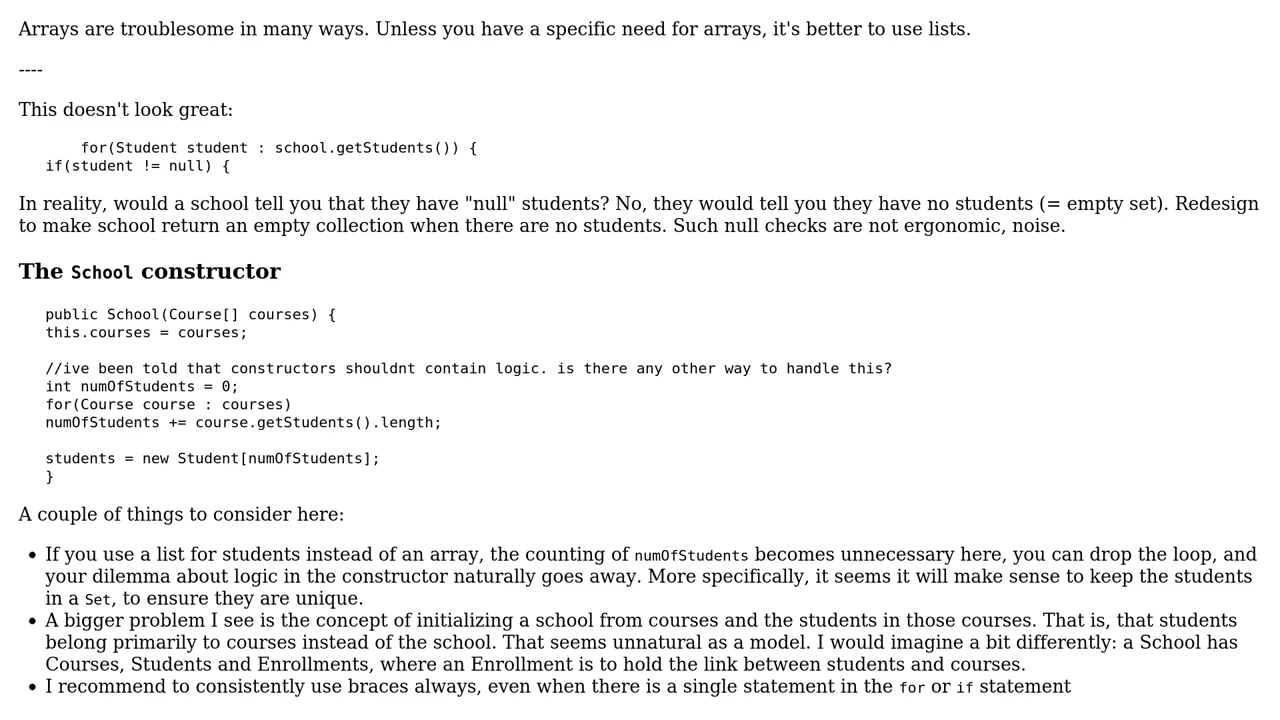 Arrays are troublesome in many ways. Unless you have a specific need for arrays, it's better to use lists.
----
This doesn't look great:
for(Student student : school.getStudents()) {
if(student != null) {
In reality, would a school tell you that they have "null" students? No, they would tell you they have no students (= empty set). Redesign
to make school return an empty collection when there are no students. Such null checks are not ergonomic, noise.
The School constructor
public School(Course[] courses) {
this.courses = courses;
//ive been told that constructors shouldnt contain logic. is there any other way to handle this?
int numOfStudents = 0;
for(Course course : courses)
numOfStudents += course.getStudents().length;
students = new Student[numOfStudents];
}
A couple of things to consider here:
• If you use a list for students instead of an array, the counting of numOfStudents becomes unnecessary here, you can drop the loop, and
your dilemma about logic in the constructor naturally goes away. More specifically, it seems it will make sense to keep the students
in a Set, to ensure they are unique.
• A bigger problem I see is the concept of initializing a school from courses and the students in those courses. That is, that students
belong primarily to courses instead of the school. That seems unnatural as a model. I would imagine a bit differently: a School has
Courses, Students and Enrollments, where an Enrollment is to hold the link between students and courses.
• I recommend to consistently use braces always, even when there is a single statement in the for or if statement